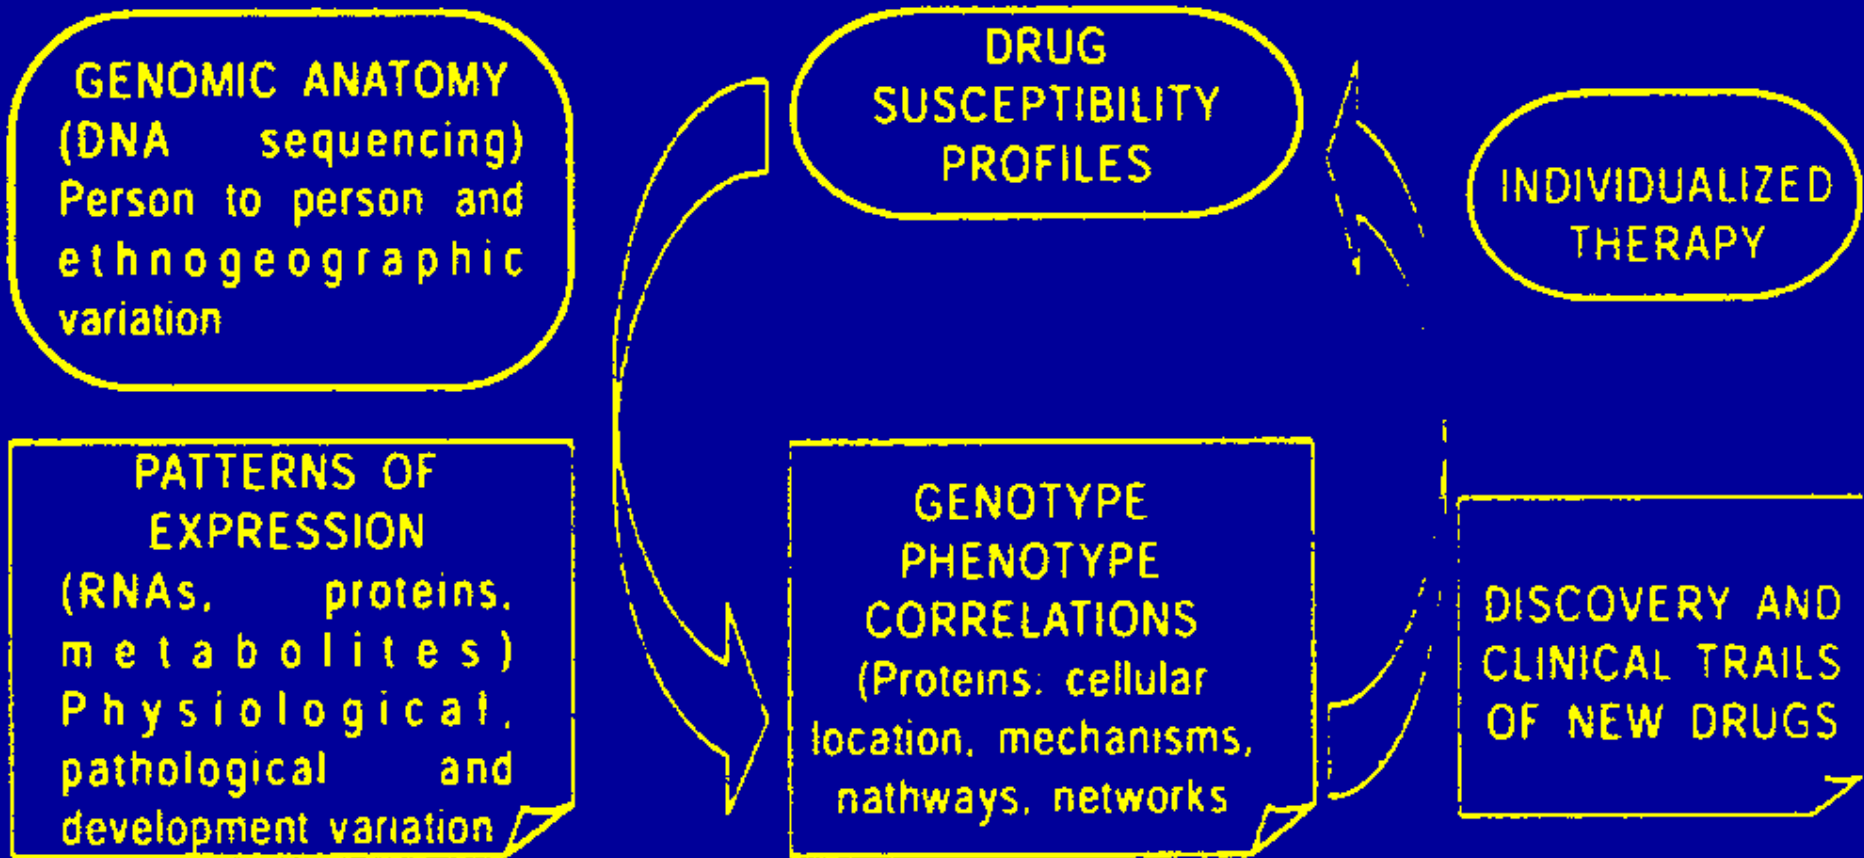 GENOMIC ANATOMY
(DNA sequencing)
Person to person and
ethnogeographic
variation
DRUG
SUSCEPTIBILITY
PROFILES
INDIVIDUALIZED
THERAPY
PATTERNS OF
EXPRESSION
(RNAs, proteins,
metabolites)
Physiological,
pathological and
development variation
GENOTYPE
PHENOTYPE
CORRELATIONS
(Proteins: cellular
location, mechanisms,
nathways, networks
DISCOVERY AND
CLINICAL TRAILS
OF NEW DRUGS